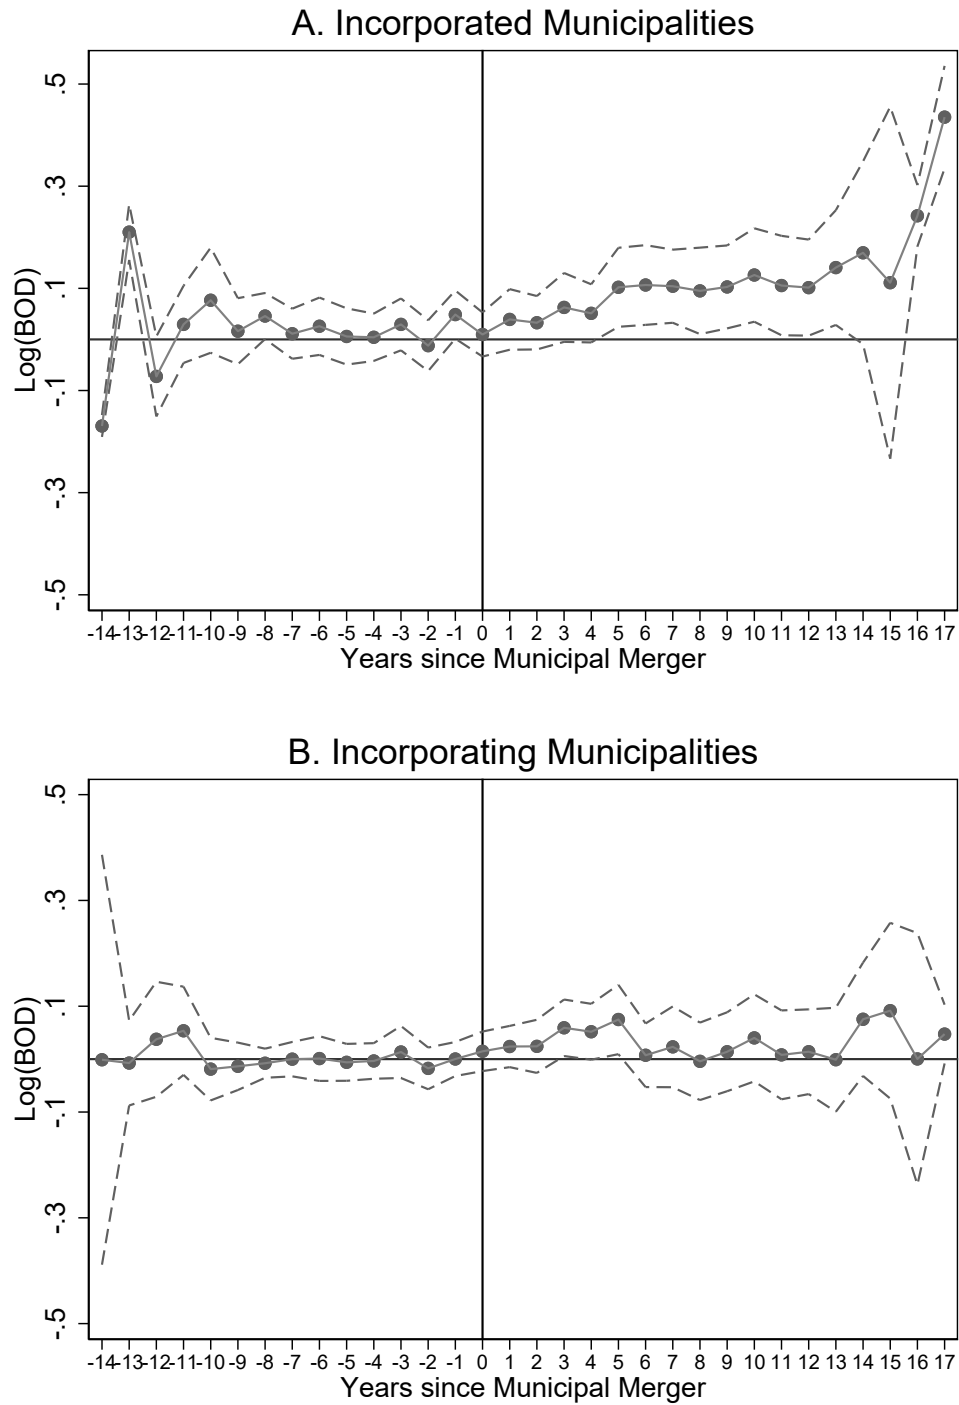 A. Incorporated Municipalities
.5
.3
.1
-.1
-.3
-.5
Log(BOD)
-14 -13 -12 -11 -10 -9 -8 -7 -6 -5 -4 -3 -2 -1 0 1 2 3 4 5 6 7 8 9 10 11 12 13 14 15 16 17
Years since Municipal Merger
B. Incorporating Municipalities
.5
.3
.1
-.1
-.3
-.5
Log(BOD)
-14 -13 -12 -11 -10 -9 -8 -7 -6 -5 -4 -3 -2 -1 0 1 2 3 4 5 6 7 8 9 10 11 12 13 14 15 16 17
Years since Municipal Merger